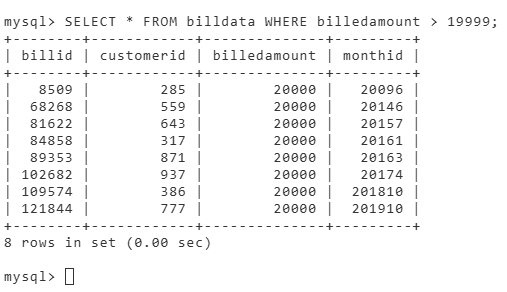 mysql> SELECT * FROM billdata WHERE billedamount > 19999;
+--------+------------+--------------+---------+
| billid | customerid | billedamount | monthid |
+--------+------------+--------------+---------+
|   8509 |        285 |        20000 |   20096 |
|  68268 |        559 |        20000 |   20146 |
|  81622 |        643 |        20000 |   20157 |
|  84858 |        317 |        20000 |   20161 |
|  89353 |        871 |        20000 |   20163 |
| 102682 |        937 |        20000 |   20174 |
| 109574 |        386 |        20000 |  201810 |
| 121844 |        777 |        20000 |  201910 |
+--------+------------+--------------+---------+
8 rows in set (0.00 sec)
mysql>